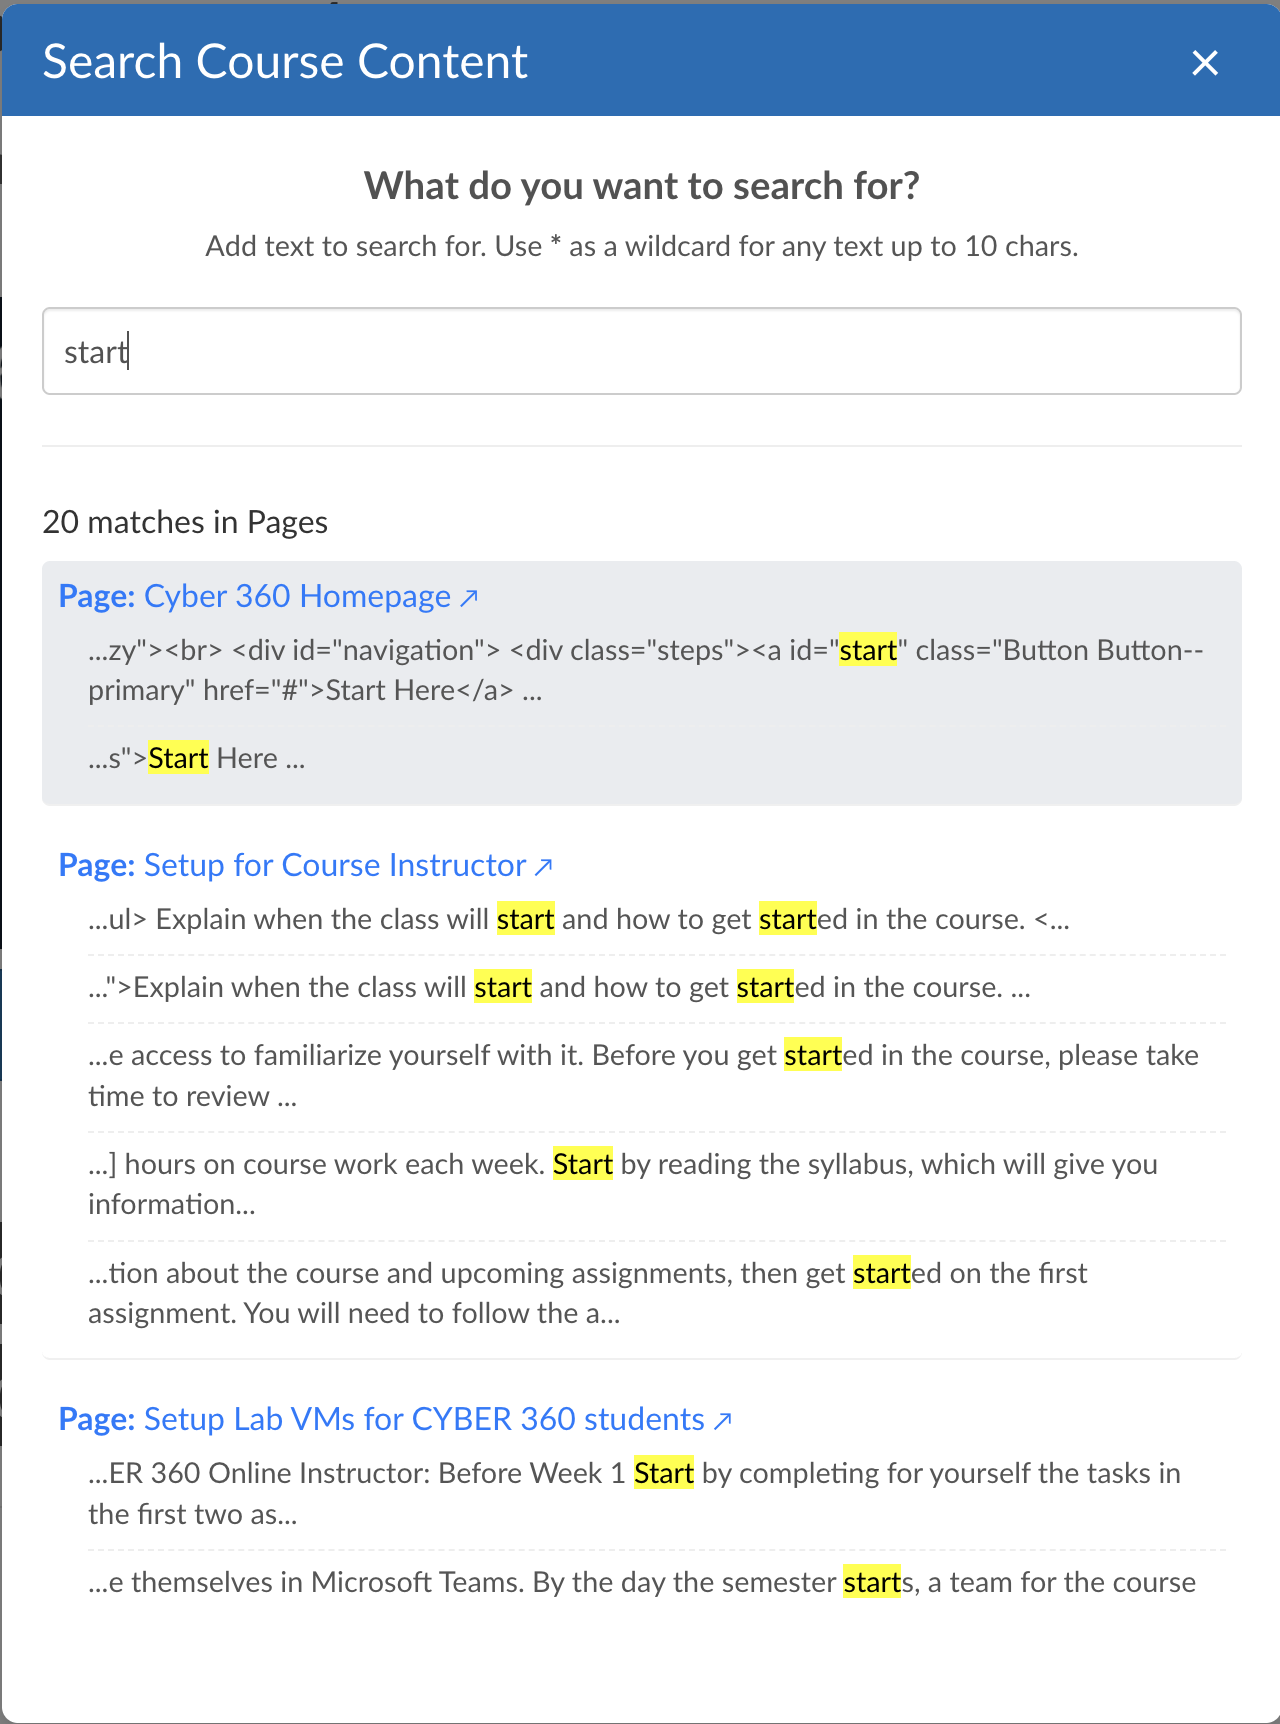 Search Course Content
What do you want to search for?
Add text to search for. Use * as a wildcard for any text up to 10 chars.
start
20 matches in Pages
Page: Cyber 360 Homepage ↗
...zy"><br> <div id="navigation"> <div class="steps"><a id="start" class="Button Button--
primary" href="#">Start Here</a> ...
...s">Start Here ...
Page: Setup for Course Instructor ↗
...ul> Explain when the class will start and how to get started in the course. <...
...">Explain when the class will start and how to get started in the course. ...
...e access to familiarize yourself with it. Before you get started in the course, please take
time to review ...
...] hours on course work each week. Start by reading the syllabus, which will give you
information...
...tion about the course and upcoming assignments, then get started on the first
assignment. You will need to follow the a...
Page: Setup Lab VMs for CYBER 360 students ↗
...ER 360 Online Instructor: Before Week 1 Start by completing for yourself the tasks in
the first two as...
...e themselves in Microsoft Teams. By the day the semester starts, a team for the course